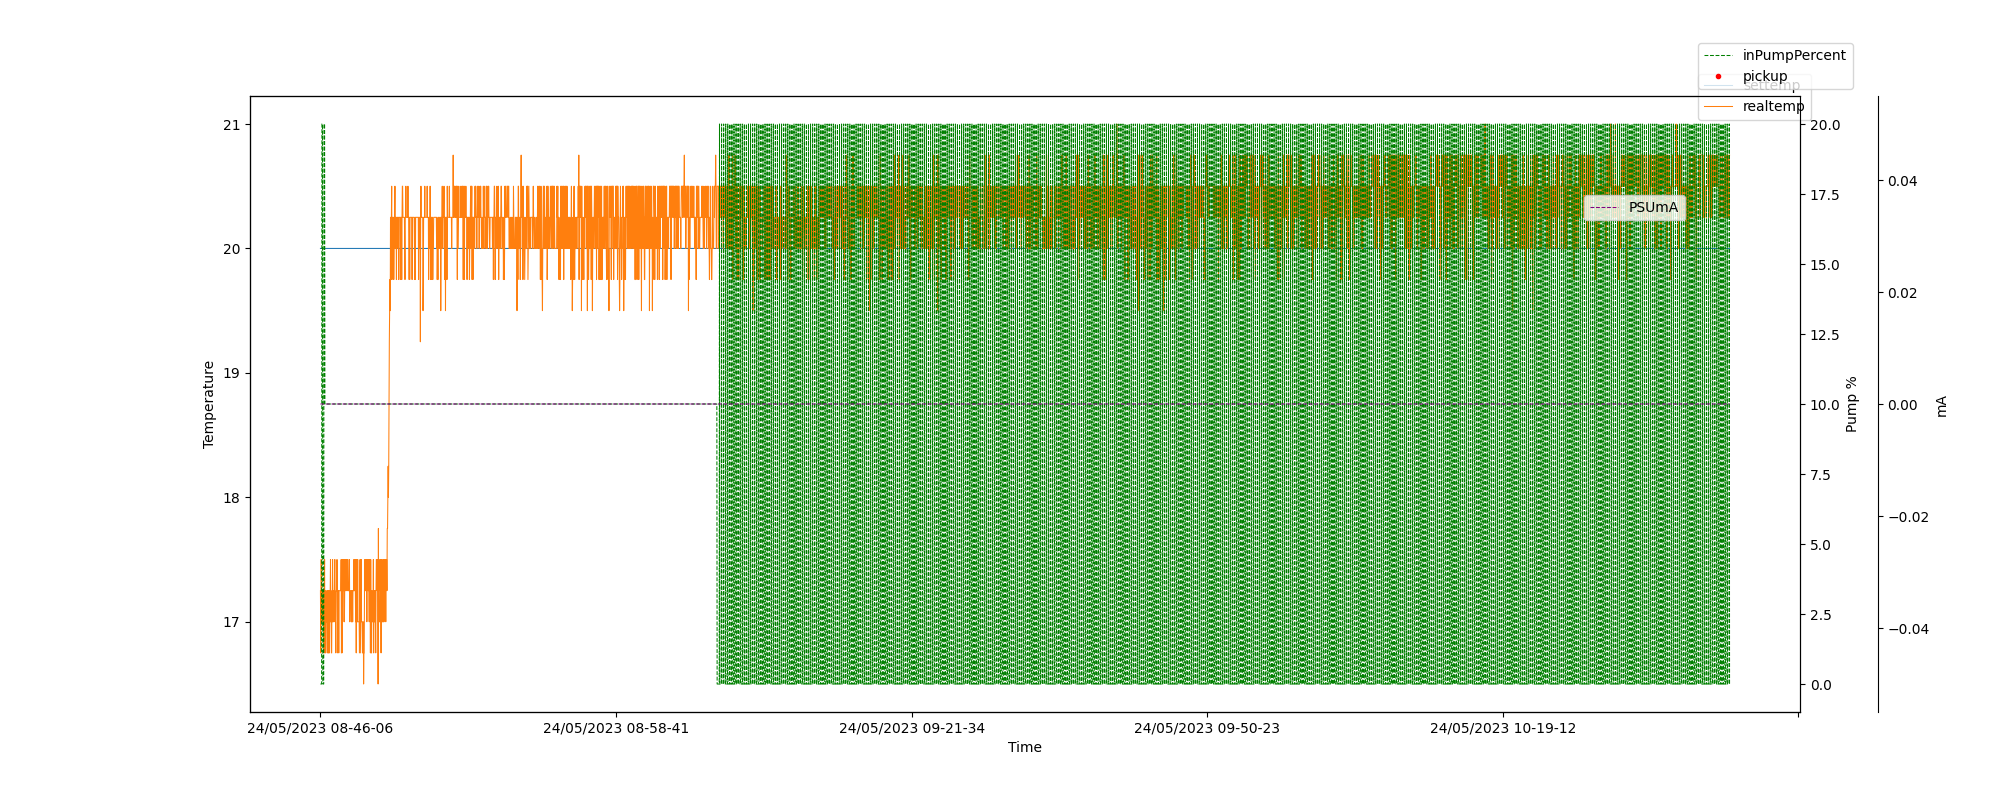 inPumpPercent
pickup
settemp
realtemp
PSUmA
21
20
19
18
17
Temperature
20.0
17.5
15.0
12.5
10.0
7.5
5.0
2.5
0.0
Pump %
0.04
0.02
0.00
−0.02
−0.04
mA
24/05/2023 08-46-06
24/05/2023 08-58-41
24/05/2023 09-21-34
24/05/2023 09-50-23
24/05/2023 10-19-12
Time